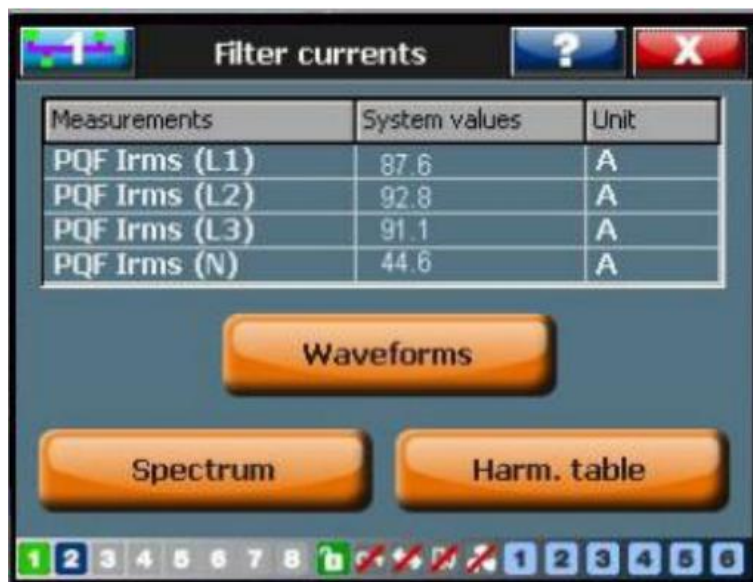 1 Filter currents ? X
Measurements System values Unit
PQF Irms (L1) 87.6 A
PQF Irms (L2) 92.8 A
PQF Irms (L3) 91.1 A
PQF Irms (N) 44.6 A
Waveforms
Spectrum Harm. table
1 2 3 4 5 6 7 8 1 2 3 4 5 6